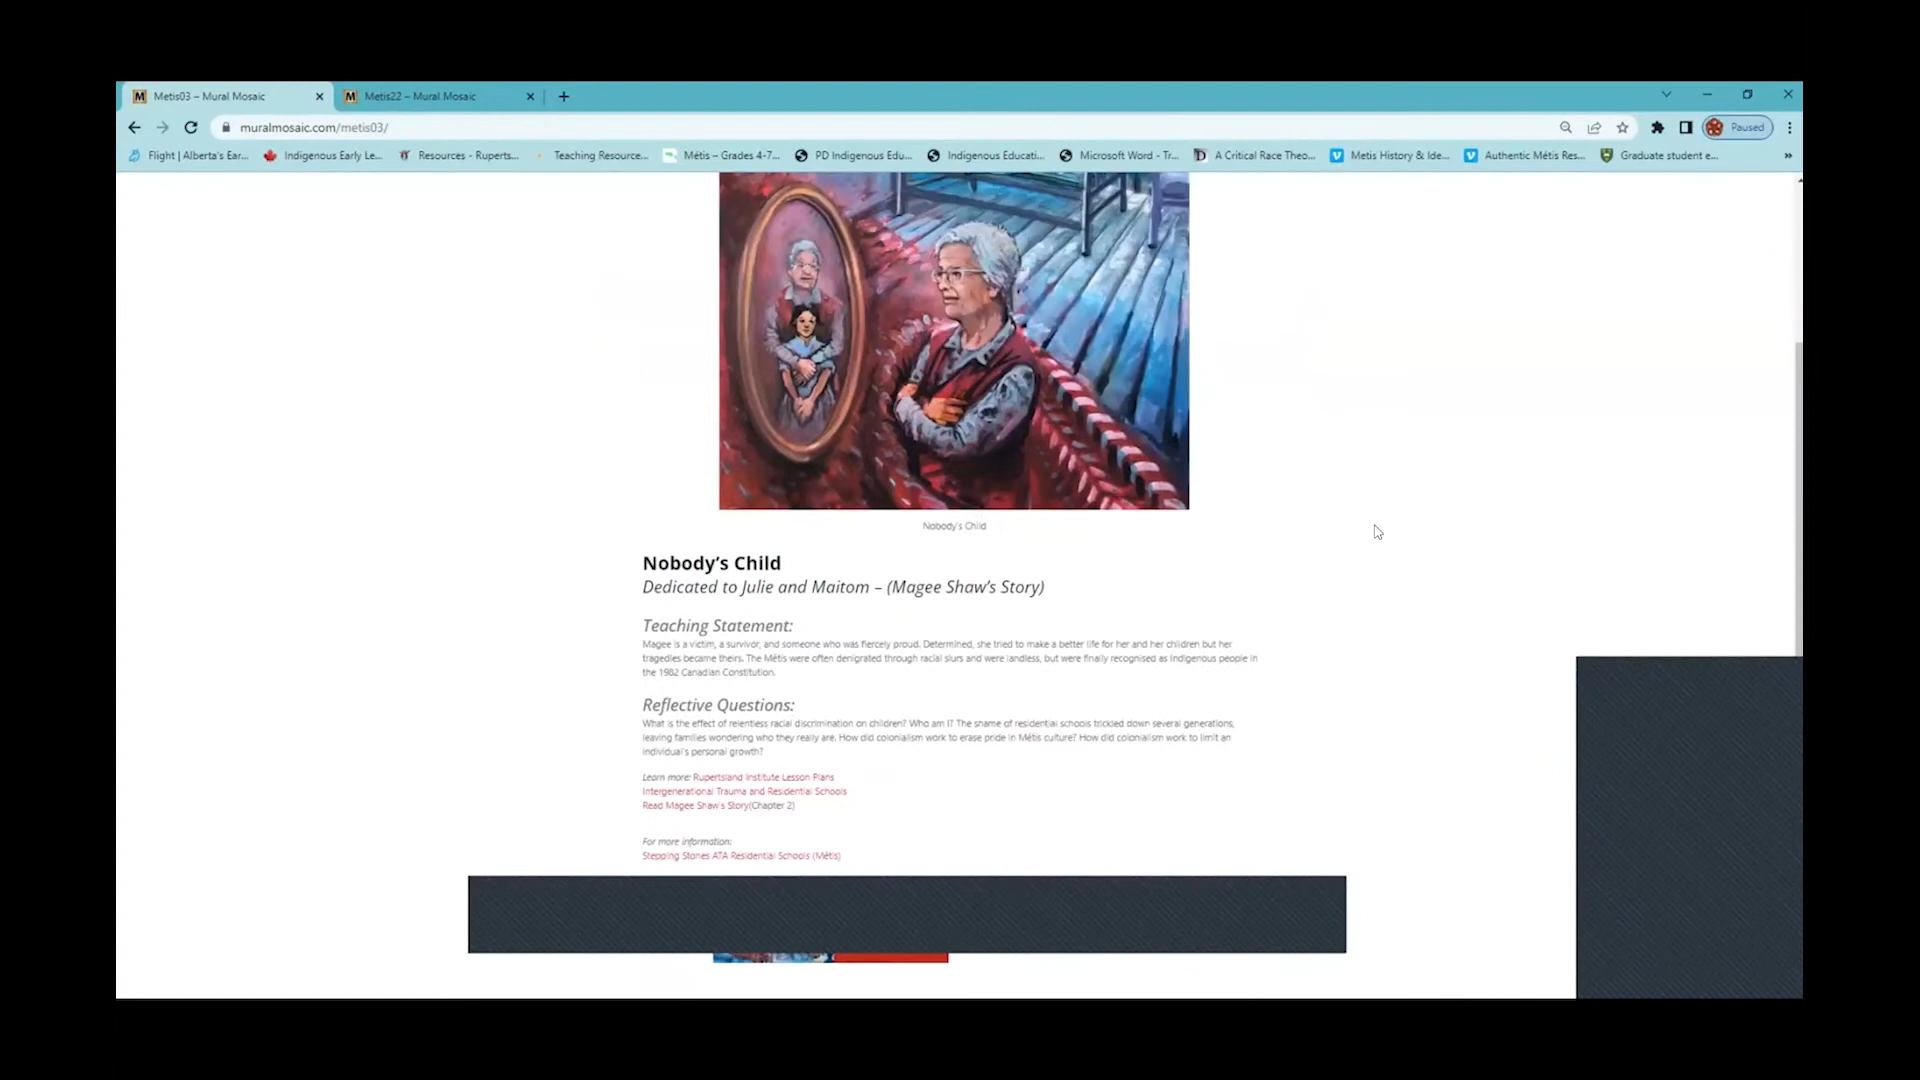 Metis03 – Mural Mosaic
Metis22 – Mural Mosaic
muralmosaic.com/metis03/
Paused
Flight | Alberta's Ear...
Indigenous Early Le...
Resources - Ruperts...
Teaching Resource...
Métis – Grades 4-7...
PD Indigenous Edu...
Indigenous Educati...
Microsoft Word - Tr...
A Critical Race Theo...
Metis History & Ide...
Authentic Métis Res...
Graduate student e...
Nobody's Child
Nobody's Child
Dedicated to Julie and Maitom – (Magee Shaw's Story)
Teaching Statement:
Magee is a victim, a survivor, and someone who was fiercely proud. Determined, she tried to make a better life for her and her children but her
tragedies became theirs. The Métis were often denigrated through racial slurs and were landless, but were finally recognised as Indigenous people in
the 1982 Canadian Constitution.
Reflective Questions:
What is the effect of relentless racial discrimination on children? Who am I? The shame of residential schools trickled down several generations,
leaving families wondering who they really are. How did colonialism work to erase pride in Métis culture? How did colonialism work to limit an
individual's personal growth?
Learn more: Rupertsland Institute Lesson Plans
Intergenerational Trauma and Residential Schools
Read Magee Shaw's Story(Chapter 2)
For more information:
Stepping Stones ATA Residential Schools (Métis)